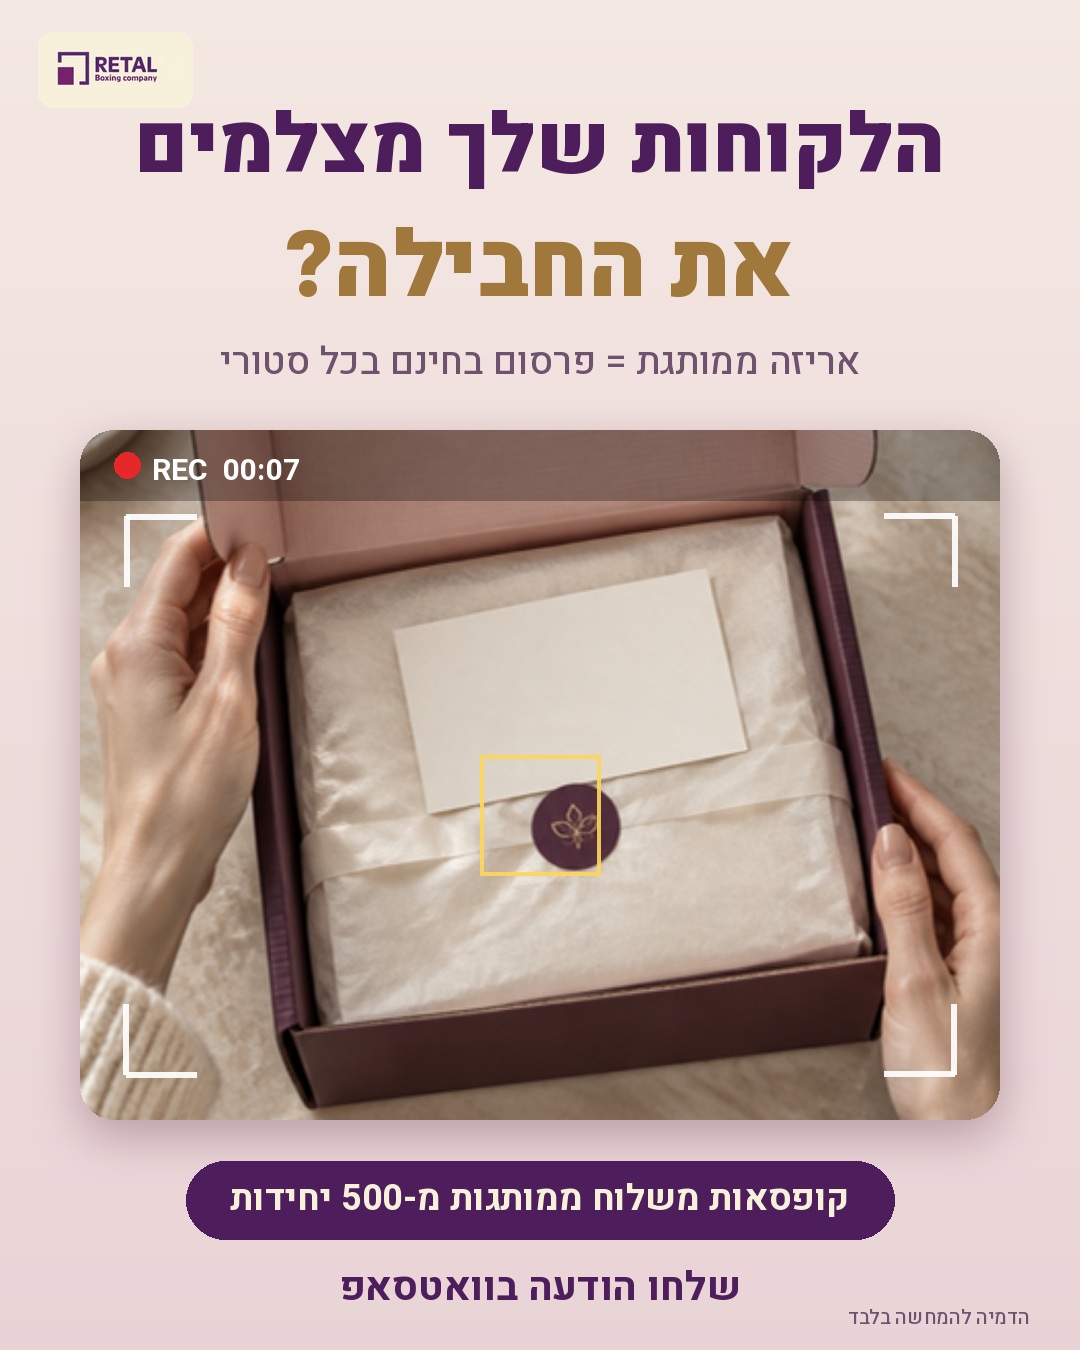 RETAL
Boxing company
הלקוחות שלך מצלמים
את החבילה?
אריזה ממותגת = פרסום בחינם בכל סטורי
REC 00:07
קופסאות משלוח ממותגות מ-500 יחידות
שלחו הודעה בוואטסאפ
הדמיה להמחשה בלבד